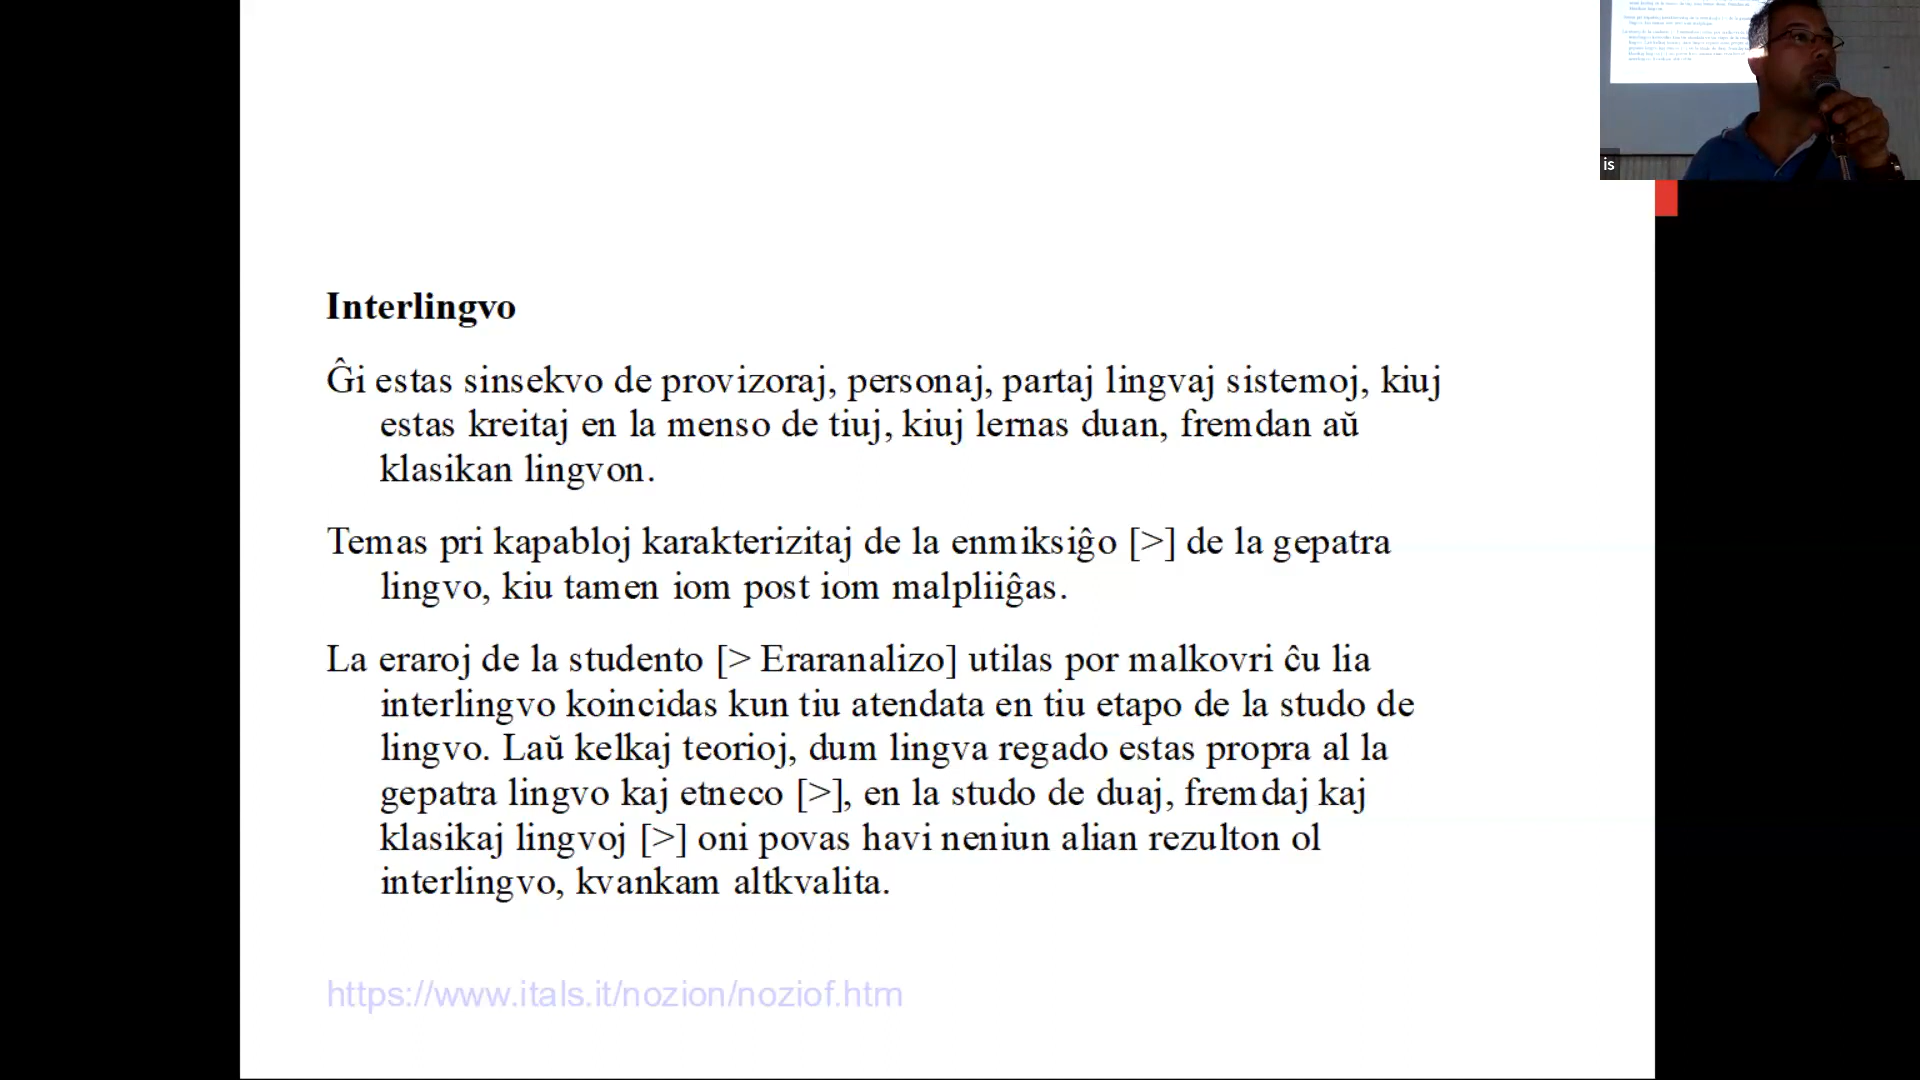 Interlingvo
Ĝi estas sinsekvo de provizoraj, personaj, partaj lingvaj sistemoj, kiuj
estas kreitaj en la menso de tiuj, kiuj lernas duan, fremdan aŭ
klasikan lingvon.
Temas pri kapabloj karakterizitaj de la enmiksiĝo [>] de la gepatra
lingvo, kiu tamen iom post iom malpliiĝas.
La eraroj de la studento [> Eraranalizo] utilas por malkovri ĉu lia
interlingvo koincidas kun tiu atendata en tiu etapo de la studo de
lingvo. Laŭ kelkaj teorioj, dum lingva regado estas propra al la
gepatra lingvo kaj etneco [>], en la studo de duaj, fremdaj kaj
klasikaj lingvoj [>] oni povas havi neniun alian rezulton ol
interlingvo, kvankam altkvalita.
https://www.itals.it/nozion/noziof.htm
is